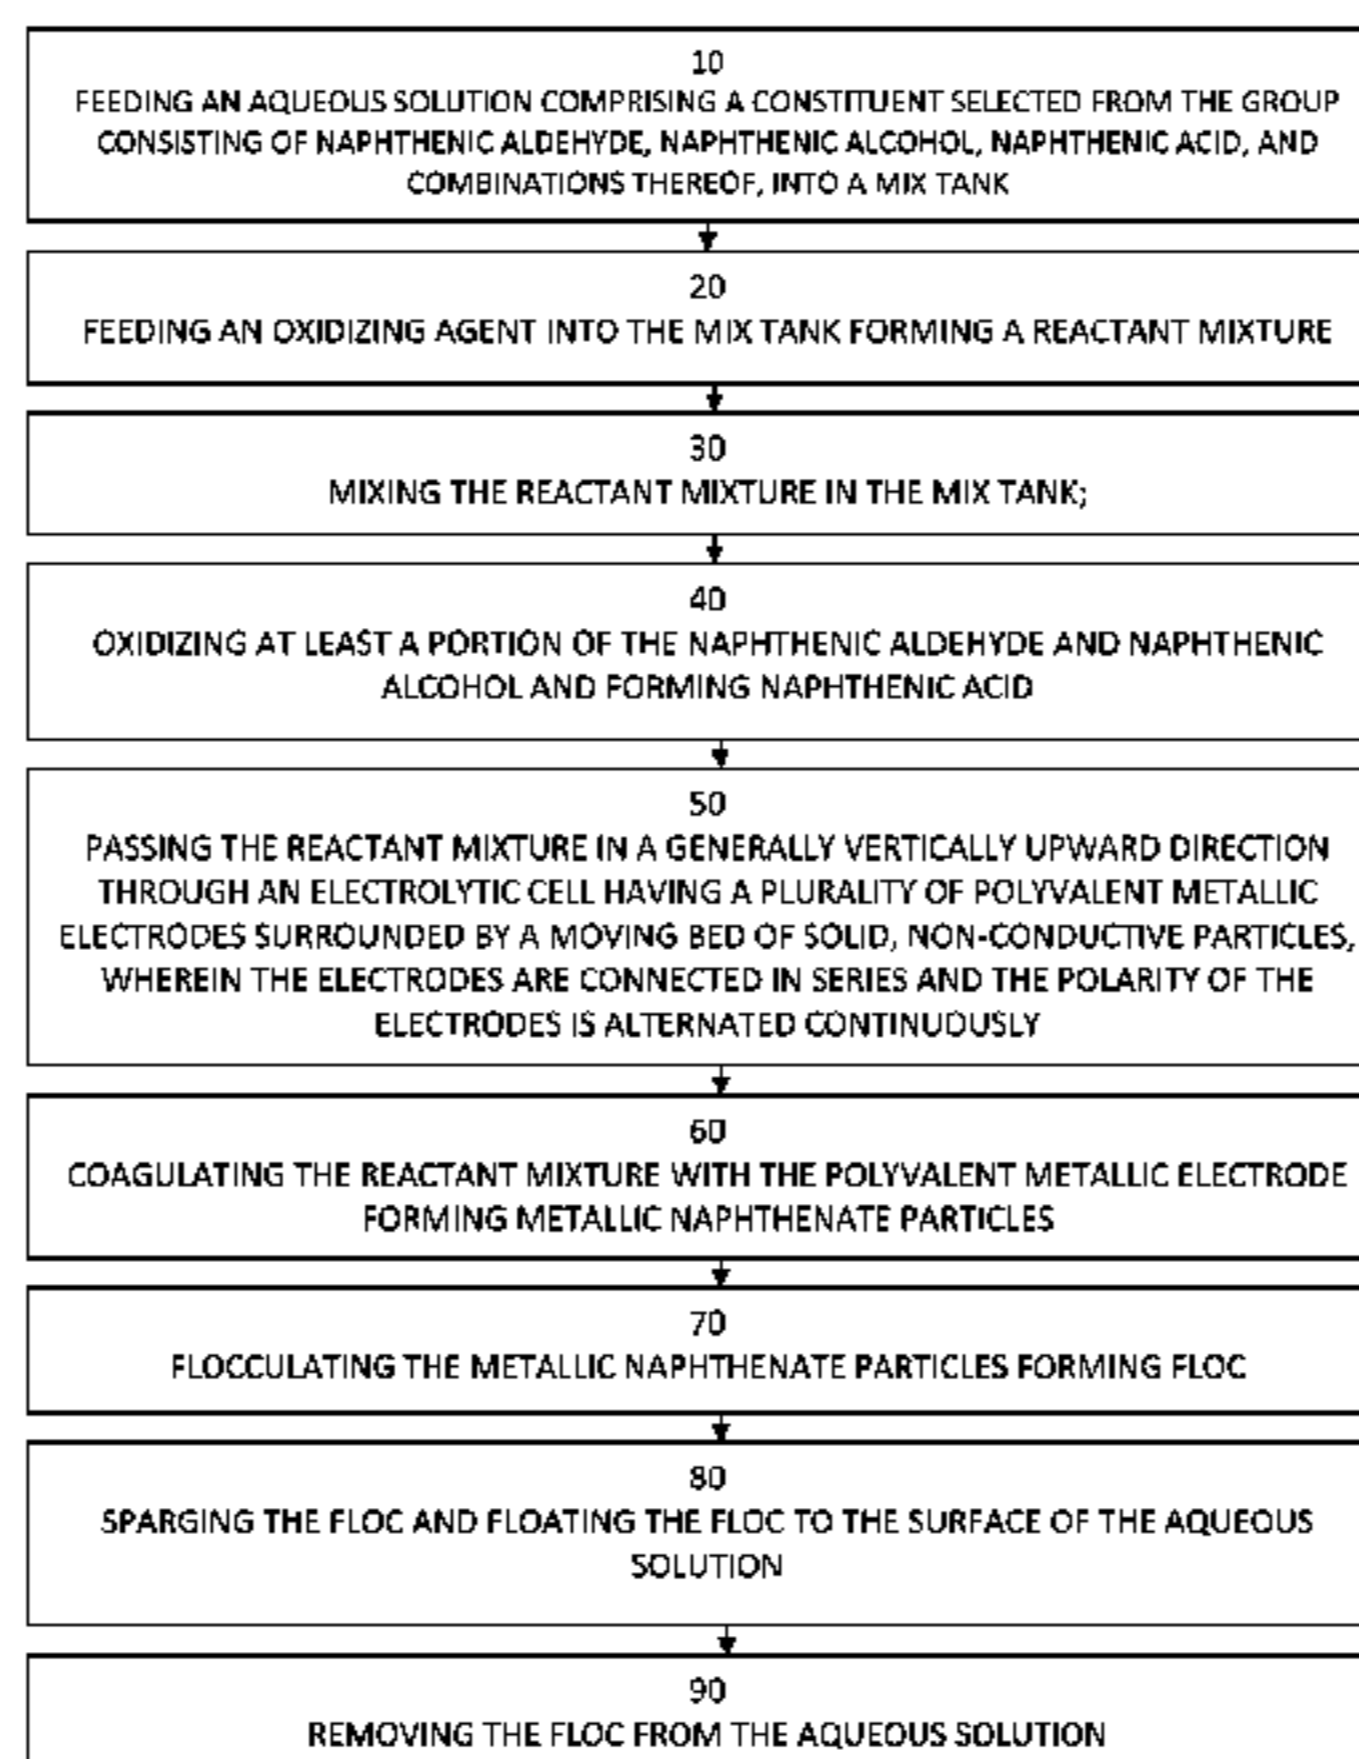 10
FEEDING AN AQUEOUS SOLUTION COMPRISING A CONSTITUENT SELECTED FROM THE GROUP
CONSISTING OF NAPHTHENIC ALDEHYDE, NAPHTHENIC ALCOHOL, NAPHTHENIC ACID, AND
COMBINATIONS THEREOF, INTO A MIX TANK
20
FEEDING AN OXIDIZING AGENT INTO THE MIX TANK FORMING A REACTANT MIXTURE
30
MIXING THE REACTANT MIXTURE IN THE MIX TANK;
40
OXIDIZING AT LEAST A PORTION OF THE NAPHTHENIC ALDEHYDE AND NAPHTHENIC
ALCOHOL AND FORMING NAPHTHENIC ACID
50
PASSING THE REACTANT MIXTURE IN A GENERALLY VERTICALLY UPWARD DIRECTION
THROUGH AN ELECTROLYTIC CELL HAVING A PLURALITY OF POLYVALENT METALLIC
ELECTRODES SURROUNDED BY A MOVING BED OF SOLID, NON-CONDUCTIVE PARTICLES,
WHEREIN THE ELECTRODES ARE CONNECTED IN SERIES AND THE POLARITY OF THE
ELECTRODES IS ALTERNATED CONTINUOUSLY
60
COAGULATING THE REACTANT MIXTURE WITH THE POLYVALENT METALLIC ELECTRODE
FORMING METALLIC NAPHTHENATE PARTICLES
70
FLOCCULATING THE METALLIC NAPHTHENATE PARTICLES FORMING FLOC
80
SPARGING THE FLOC AND FLOATING THE FLOC TO THE SURFACE OF THE AQUEOUS
SOLUTION
90
REMOVING THE FLOC FROM THE AQUEOUS SOLUTION